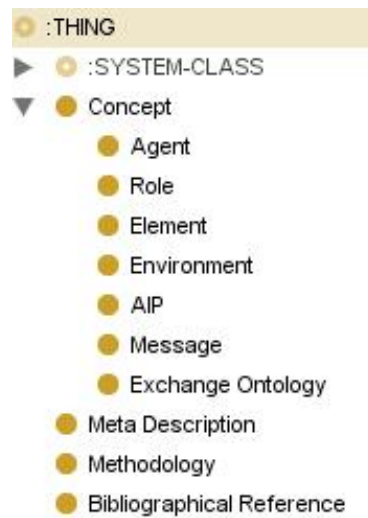 :THING
:SYSTEM-CLASS
Concept
Agent
Role
Element
Environment
AIP
Message
Exchange Ontology
Meta Description
Methodology
Bibliographical Reference